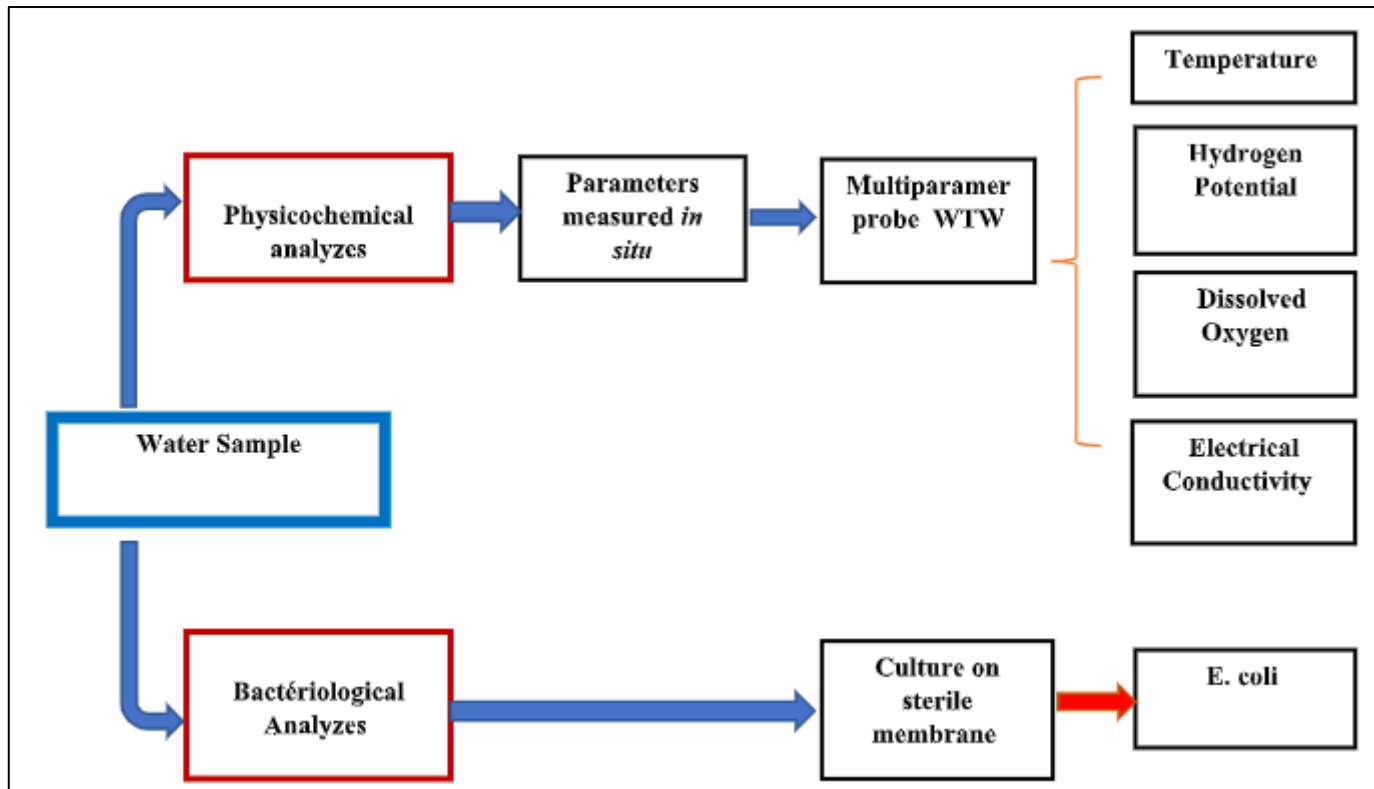 Temperature
Hydrogen
Potential
Physicochemical
analyzes
Parameters
measured in
situ
Multiparamer
probe WTW
Dissolved
Oxygen
Water Sample
Electrical
Conductivity
Bactériological
Analyzes
Culture on
sterile
membrane
E. coli